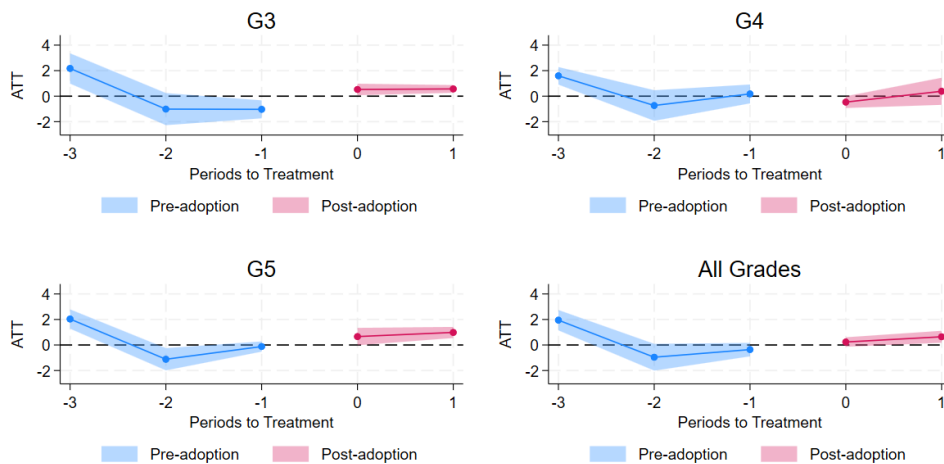 G3
4
2
0
-2
ATT
-3 -2 -1 0 1
Periods to Treatment
Pre-adoption Post-adoption
G4
4
2
0
-2
ATT
-3 -2 -1 0 1
Periods to Treatment
Pre-adoption Post-adoption
G5
4
2
0
-2
ATT
-3 -2 -1 0 1
Periods to Treatment
Pre-adoption Post-adoption
All Grades
4
2
0
-2
ATT
-3 -2 -1 0 1
Periods to Treatment
Pre-adoption Post-adoption